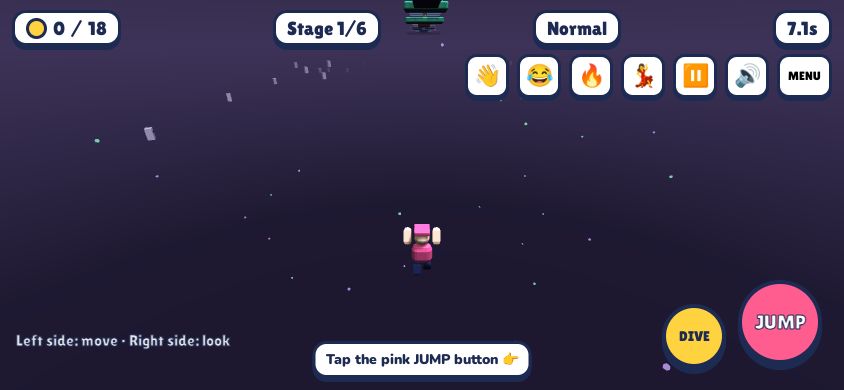 0 / 18
Stage 1/6
Normal
7.1s
MENU
Left side: move · Right side: look
Tap the pink JUMP button 👉
DIVE
JUMP